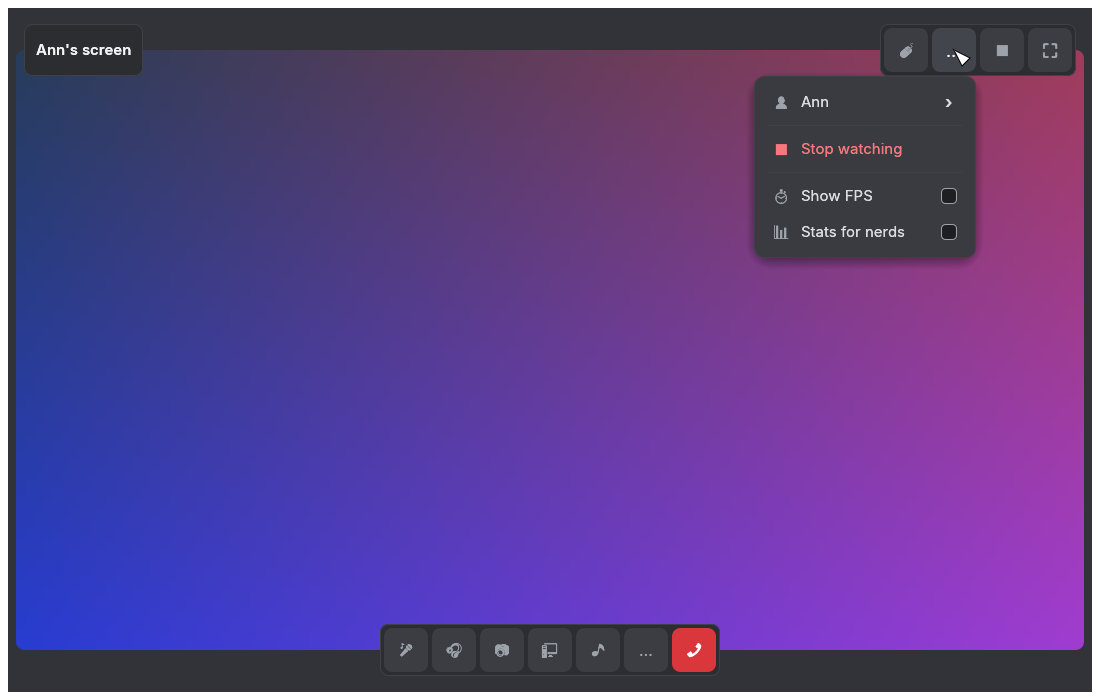 Ann's screen
...
Ann
Stop watching
Show FPS
Stats for nerds
...